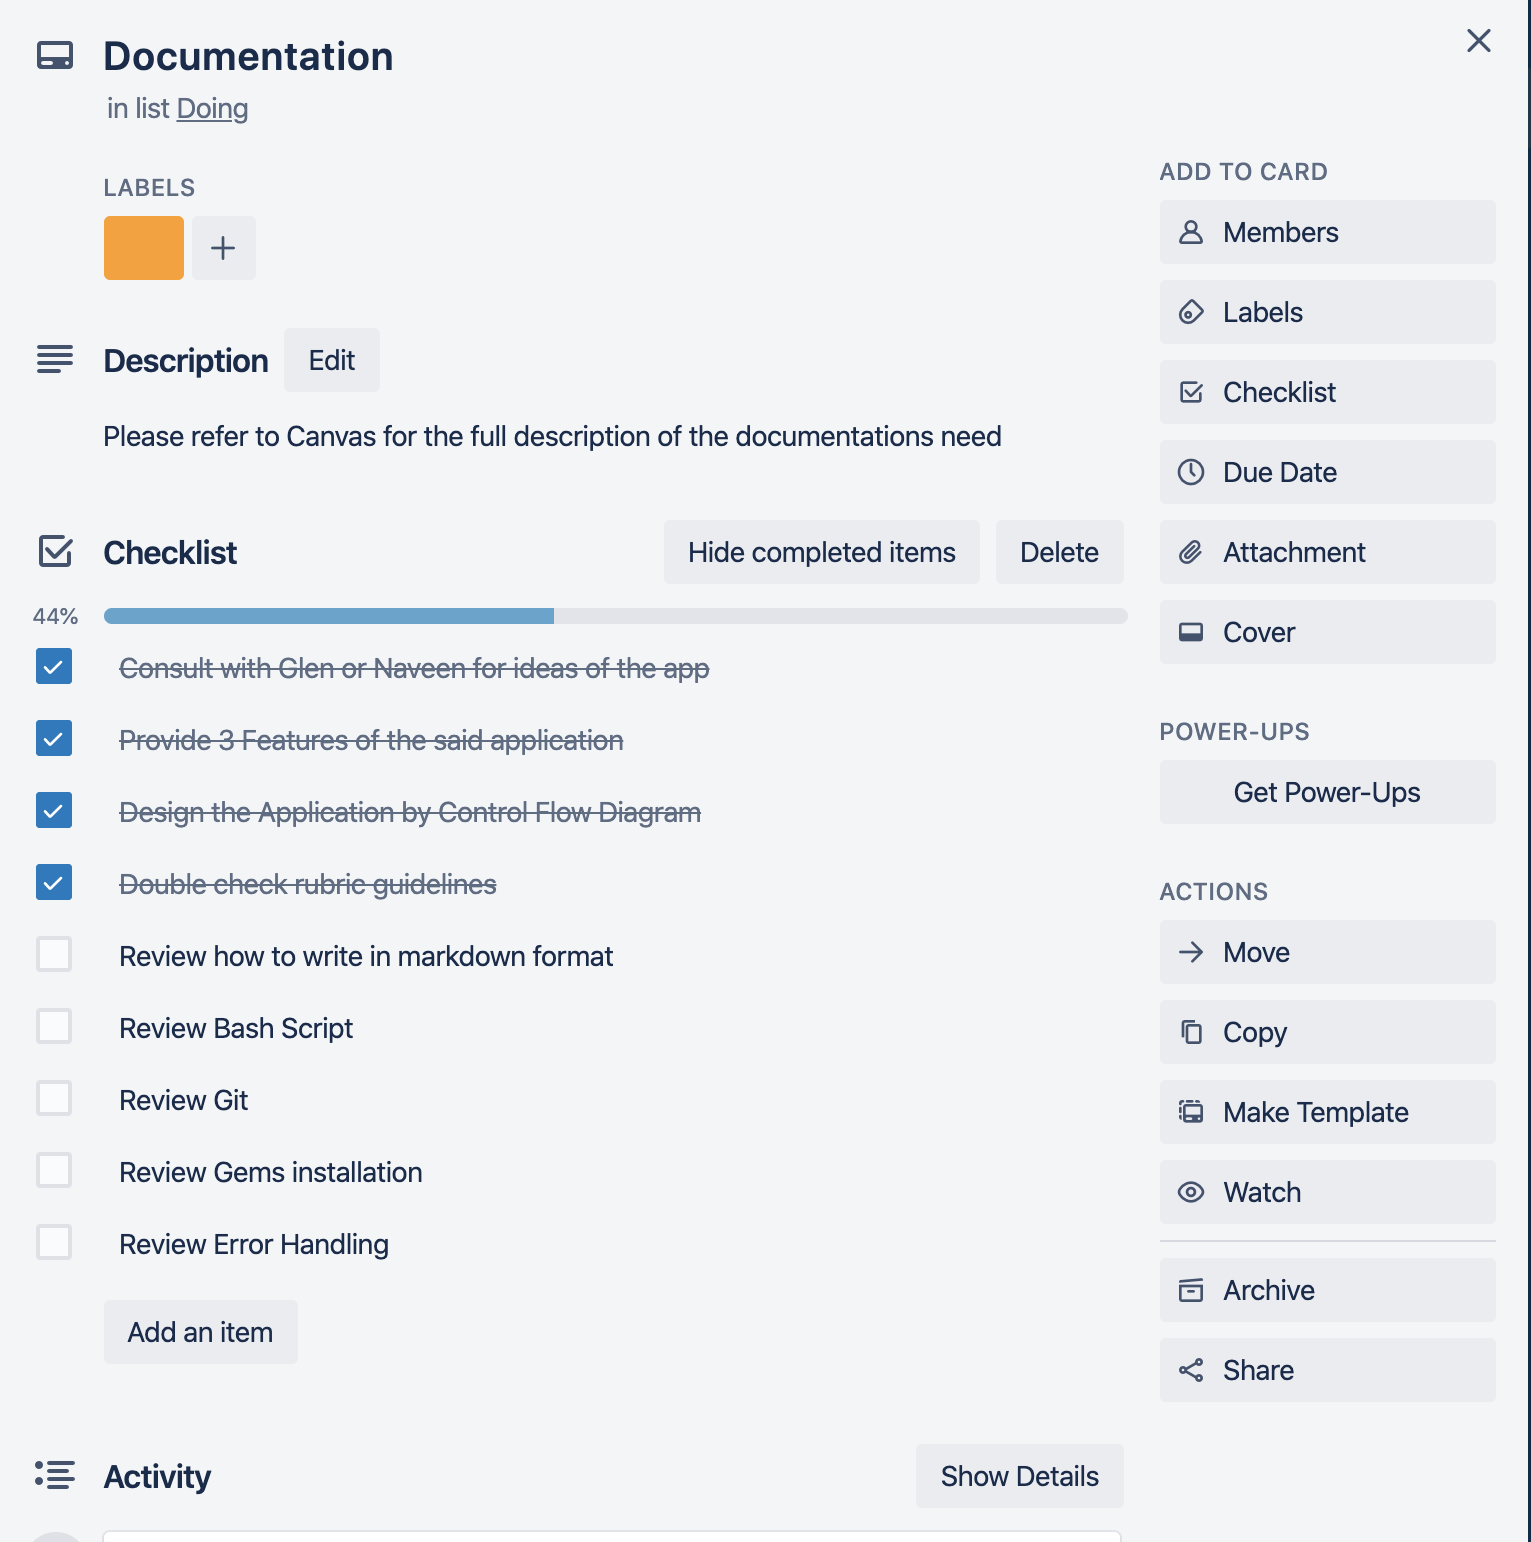 Documentation
in list Doing
LABELS
Description
Edit
Please refer to Canvas for the full description of the documentations need
Checklist
Hide completed items
Delete
44%
Consult with Glen or Naveen for ideas of the app
Provide 3 Features of the said application
Design the Application by Control Flow Diagram
Double check rubric guidelines
Review how to write in markdown format
Review Bash Script
Review Git
Review Gems installation
Review Error Handling
Add an item
Activity
Show Details
ADD TO CARD
Members
Labels
Checklist
Due Date
Attachment
Cover
POWER-UPS
Get Power-Ups
ACTIONS
Move
Copy
Make Template
Watch
Archive
Share